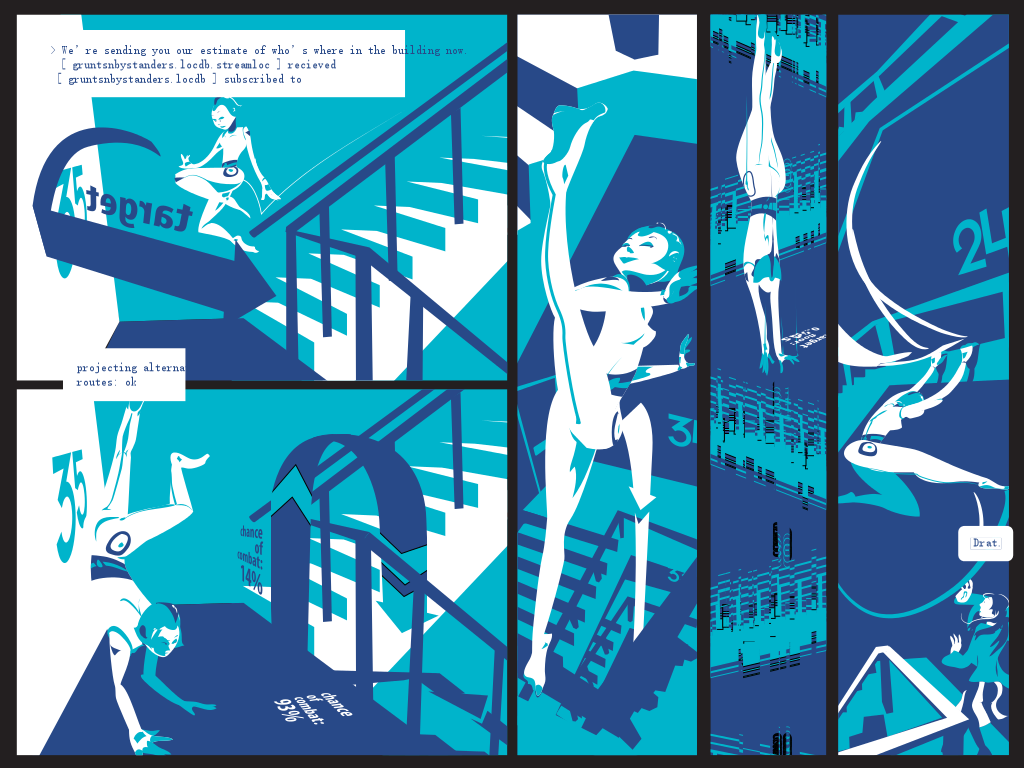 > We're sending you our estimate of who's where in the building now.
[ gruntsnbystanders.locdb.streamloc ] recieved
[ gruntsnbystanders.locdb ] subscribed to
35
target
projecting alterna
routes: ok
35
chance
of
combat:
14%
chance
of
combat:
93%
3
3
24
Drat.